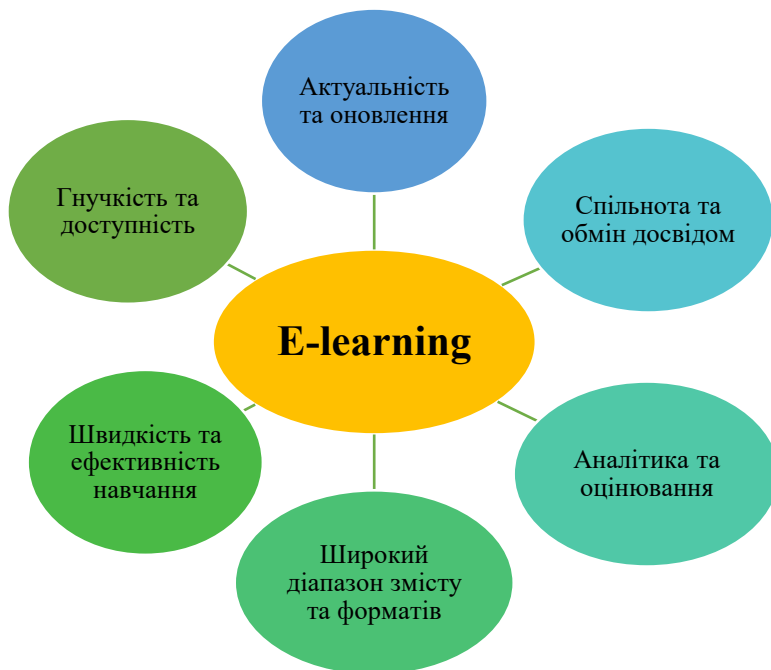 Актуальність
та оновлення
Гнучкість та
доступність
Спільнота та
обмін досвідом
E-learning
Швидкість та
ефективність
навчання
Аналітика та
оцінювання
Широкий
діапазон змісту
та форматів